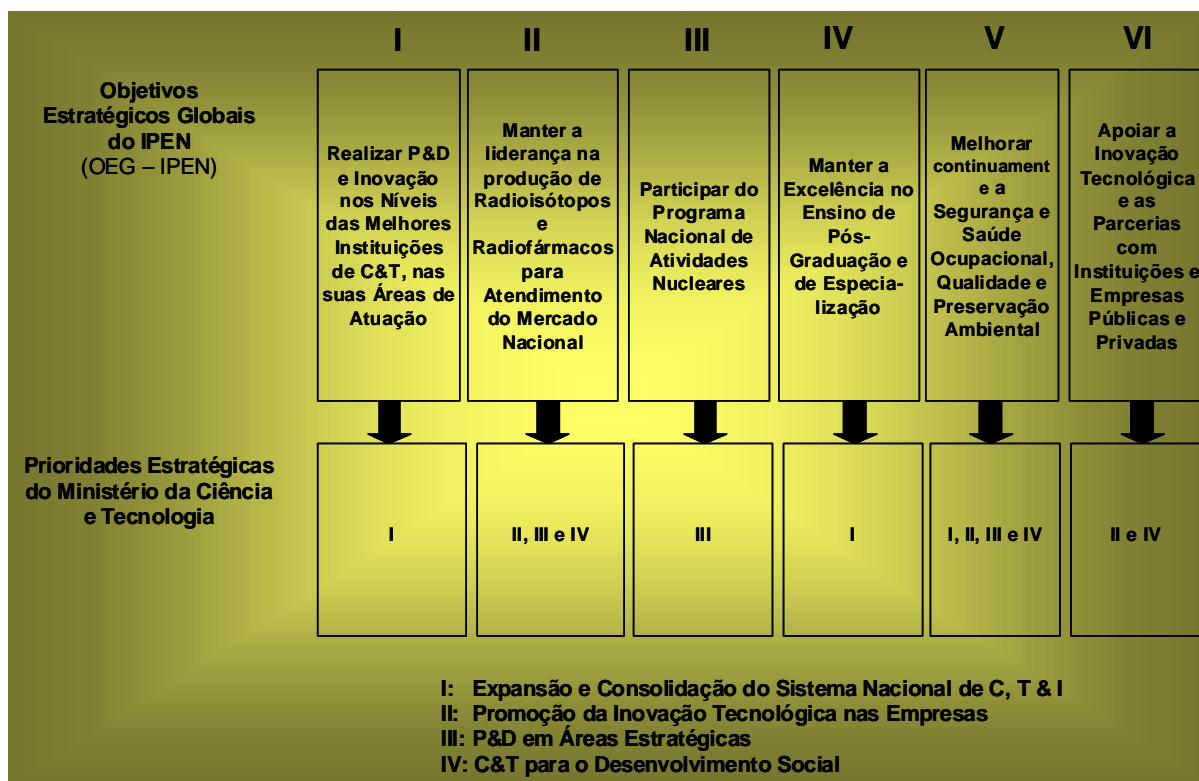 I
II
III
IV
V
VI
Objetivos
Estratégicos Globais
do IPEN
(OEG – IPEN)
Realizar P&D
e Inovação
nos Níveis
das Melhores
Instituições
de C&T, nas
suas Áreas de
Atuação
Manter a
liderança na
produção de
Radioisótopos
e
Radiofármacos
para
Atendimento
do Mercado
Nacional
Participar do
Programa
Nacional de
Atividades
Nucleares
Manter a
Excelência no
Ensino de
Pós-
Graduação e
de Especia-
lização
Melhorar
continuament
e a
Segurança e
Saúde
Ocupacional,
Qualidade e
Preservação
Ambiental
Apoiar a
Inovação
Tecnológica
e as
Parcerias
com
Instituições e
Empresas
Públicas e
Privadas
Prioridades Estratégicas
do Ministério da Ciência
e Tecnologia
I
II, III e IV
III
I
I, II, III e IV
II e IV
I: Expansão e Consolidação do Sistema Nacional de C, T & I
II: Promoção da Inovação Tecnológica nas Empresas
III: P&D em Áreas Estratégicas
IV: C&T para o Desenvolvimento Social